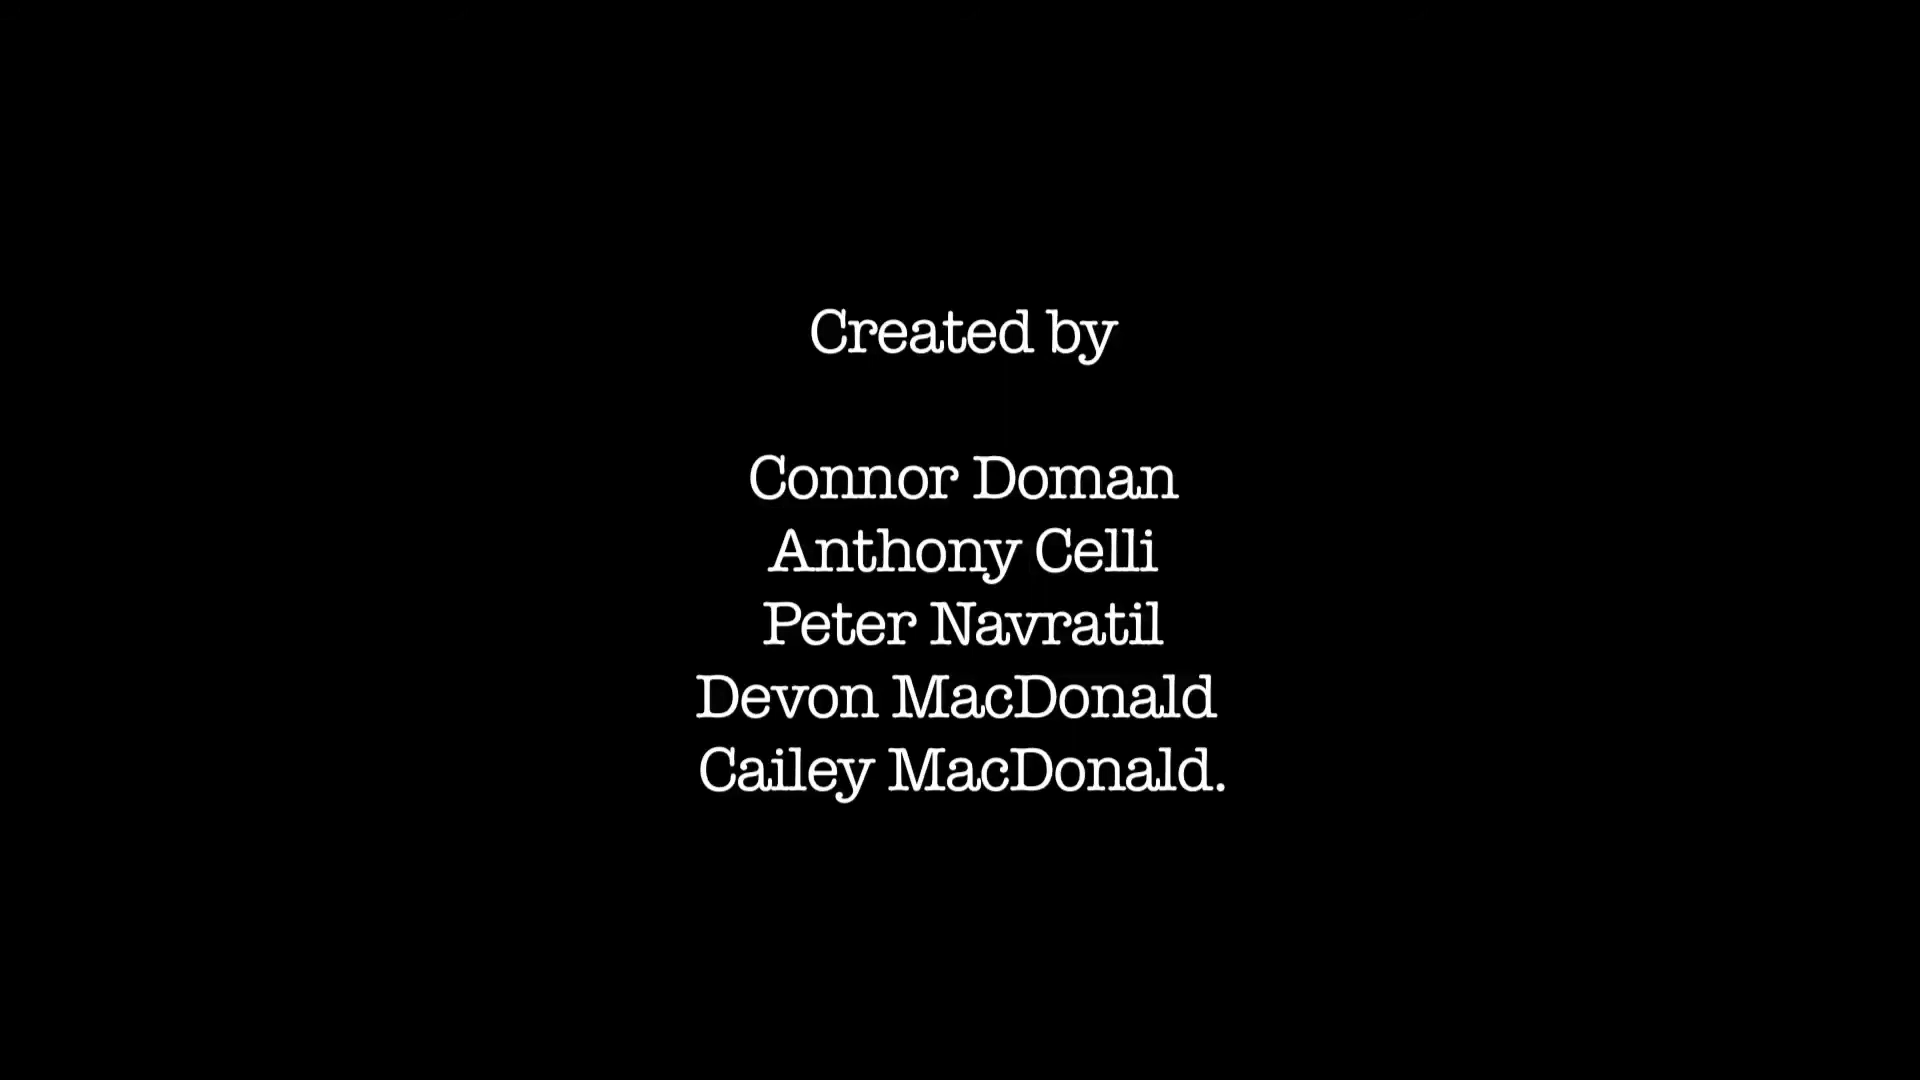 Created by
Connor Doman
Anthony Celli
Peter Navratil
Devon MacDonald
Cailey MacDonald.